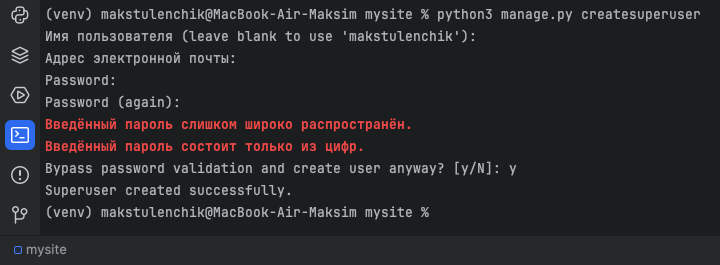 (venv) makstulenchik@MacBook-Air-Maksim mysite % python3 manage.py createsuperuser
Имя пользователя (leave blank to use 'makstulenchik'):
Адрес электронной почты:
Password:
Password (again):
Введённый пароль слишком широко распространён.
Введённый пароль состоит только из цифр.
Bypass password validation and create user anyway? [y/N]: y
Superuser created successfully.
(venv) makstulenchik@MacBook-Air-Maksim mysite %
mysite